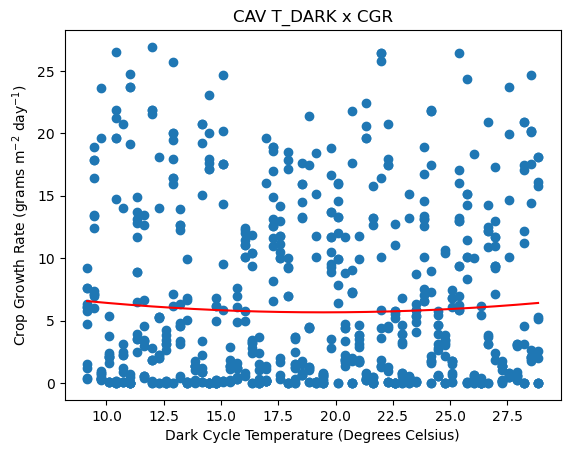 CAV T_DARK x CGR
Crop Growth Rate (grams m⁻² day⁻¹)
25
20
15
10
5
0
10.0 12.5 15.0 17.5 20.0 22.5 25.0 27.5
Dark Cycle Temperature (Degrees Celsius)